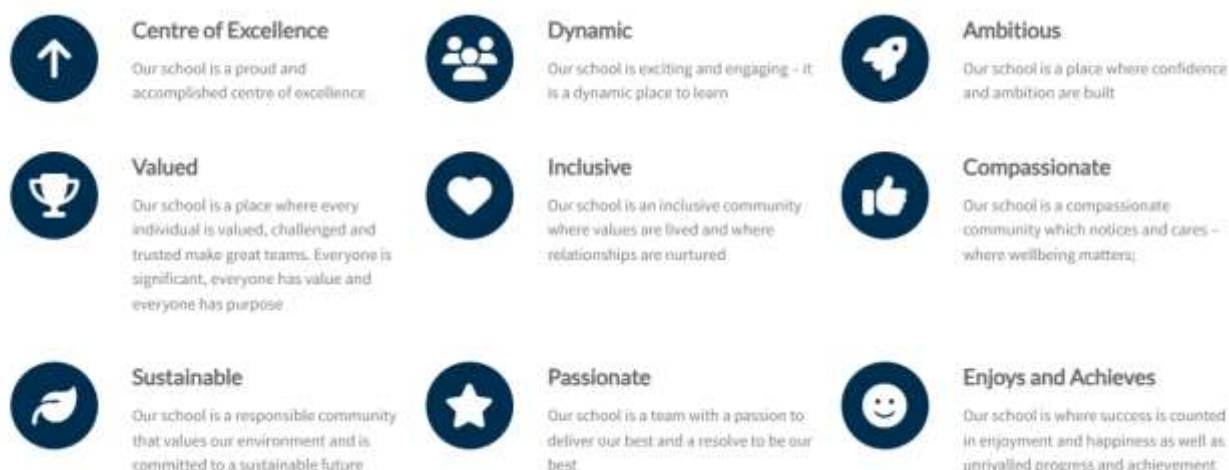 Centre of Excellence
Our school is a proud and
accomplished centre of excellence
Dynamic
Our school is exciting and engaging – it
is a dynamic place to learn
Ambitious
Our school is a place where confidence
and ambition are built
Valued
Our school is a place where every
individual is valued, challenged and
trusted make great teams. Everyone is
significant, everyone has value and
everyone has purpose
Inclusive
Our school is an inclusive community
where values are lived and where
relationships are nurtured
Compassionate
Our school is a compassionate
community which notices and cares –
where wellbeing matters;
Sustainable
Our school is a responsible community
that values our environment and is
committed to a sustainable future
Passionate
Our school is a team with a passion to
deliver our best and a resolve to be our
best
Enjoys and Achieves
Our school is where success is counted
in enjoyment and happiness as well as
unrivalled progress and achievement